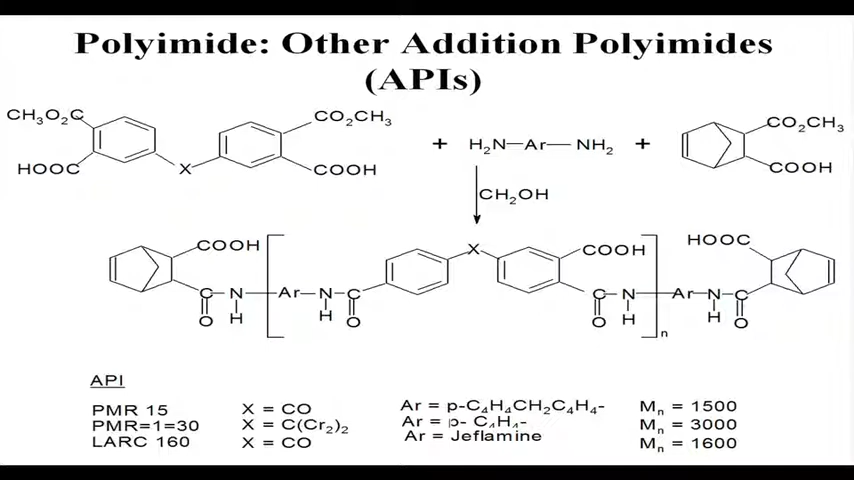 Polyimide: Other Addition Polyimides
(APIs)
CH₃O₂C CO₂CH₃ CO₂CH₃
+ H₂N Ar NH₂ +
HOOC X COOH COOH
CH₂OH
COOH X COOH HOOC
C N Ar N C C N Ar N C
O H H O O H n H O
API
PMR 15 X = CO Ar = p-C₄H₄CH₂C₄H₄- Mₙ = 1500
PMR=1=30 X = C(Cr₂)₂ Ar = p- C₄H₄- Mₙ = 3000
LARC 160 X = CO Ar = Jeflamine Mₙ = 1600